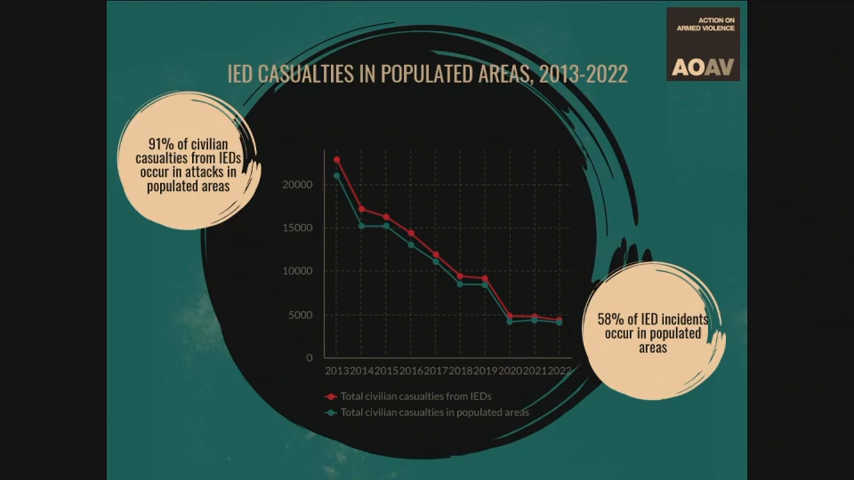 ACTION ON
ARMED VIOLENCE
AOAV
IED CASUALTIES IN POPULATED AREAS, 2013-2022
91% of civilian
casualties from IEDs
occur in attacks in
populated areas
20000
15000
10000
5000
0
2013 2014 2015 2016 2017 2018 2019 2020 2021 2022
Total civilian casualties from IEDs
Total civilian casualties in populated areas
58% of IED incidents
occur in populated
areas